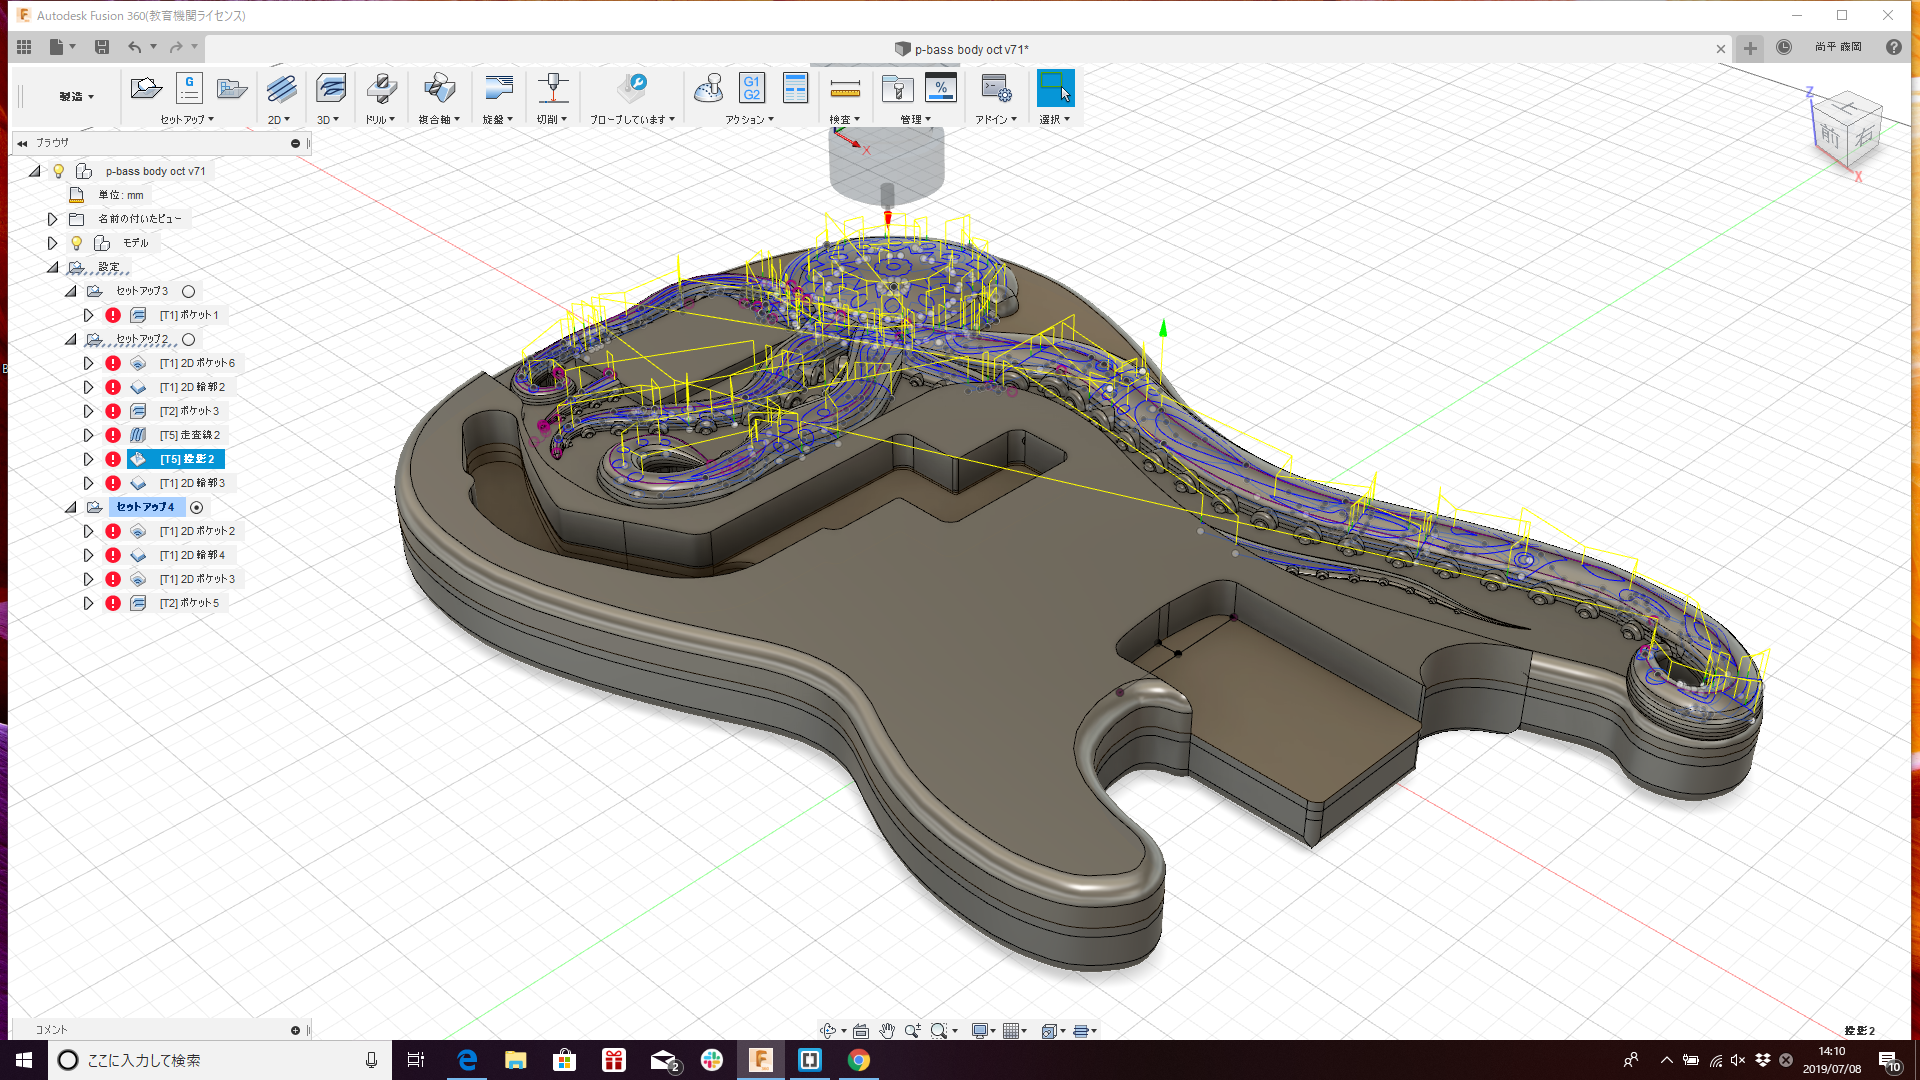 Autodesk Fusion 360(教育機関ライセンス)
p-bass body oct v71*
尚平 藤岡
製造
セットアップ
2D
3D
ドリル
複合軸
旋盤
切削
プローブしています
アクション
検査
管理
アドイン
選択
G
G1
G2
%
ブラウザ
p-bass body oct v71
単位: mm
名前の付いたビュー
モデル
設定
セットアップ3
[T1] ポケット1
セットアップ2
[T1] 2D ポケット6
[T1] 2D 輪郭2
[T2] ポケット3
[T5] 走査線2
[T5] 投影2
[T1] 2D 輪郭3
セットアップ4
[T1] 2D ポケット2
[T1] 2D 輪郭4
[T1] 2D ポケット3
[T2] ポケット5
X
Z
上
前
右
X
コメント
投影2
ここに入力して検索
2
14:10
2019/07/08
10